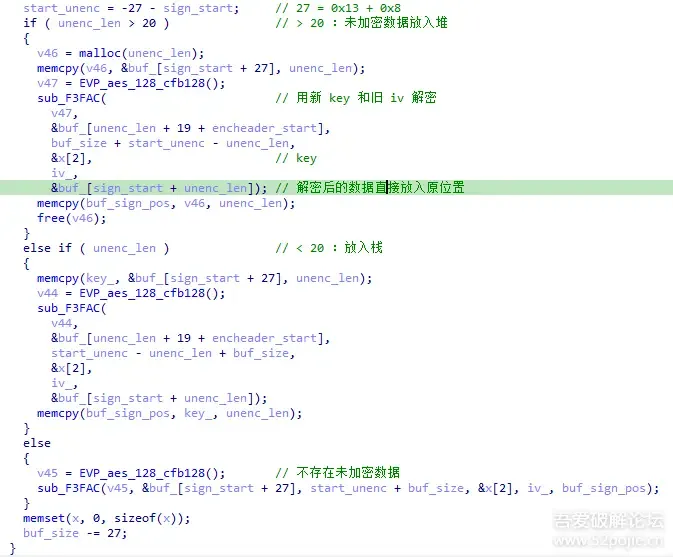 start_unenc = -27 - sign_start; // 27 = 0x13 + 0x8
if ( unenc_len > 20 ) // > 20 : 未加密数据放入堆
{
v46 = malloc(unenc_len);
memcpy(v46, &buf_[sign_start + 27], unenc_len);
v47 = EVP_aes_128_cfb128();
sub_F3FAC( // 用新 key 和旧 iv 解密
v47,
&buf_[unenc_len + 19 + encheader_start],
buf_size + start_unenc - unenc_len,
&x[2], // key
iv_,
&buf_[sign_start + unenc_len]); // 解密后的数据直接放入原位置
memcpy(buf_sign_pos, v46, unenc_len);
free(v46);
}
else if ( unenc_len ) // < 20 : 放入栈
{
memcpy(key_, &buf_[sign_start + 27], unenc_len);
v44 = EVP_aes_128_cfb128();
sub_F3FAC(
v44,
&buf_[unenc_len + 19 + encheader_start],
start_unenc - unenc_len + buf_size,
&x[2],
iv_,
&buf_[sign_start + unenc_len]);
memcpy(buf_sign_pos, key_, unenc_len);
}
else
{
v45 = EVP_aes_128_cfb128(); // 不存在未加密数据
sub_F3FAC(v45, &buf_[sign_start + 27], start_unenc + buf_size, &x[2], iv_, buf_sign_pos);
}
memset(x, 0, sizeof(x));
buf_size -= 27;
}
吾爱破解论坛
www.52pojie.cn